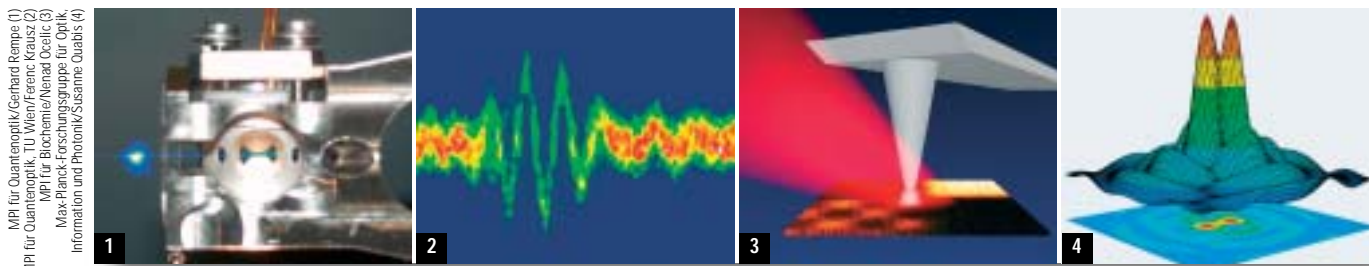 MPI für Quantenoptik/Gerhard Rempe (1)
MPI für Quantenoptik, TU Wien/Ferenc Krausz (2)
MPI für Biochemie/Nenad Ocelic (3)
Max-Planck-Forschungsgruppe für Optik,
Information und Photonik/Susanne Quabis (4)
1
2
3
4